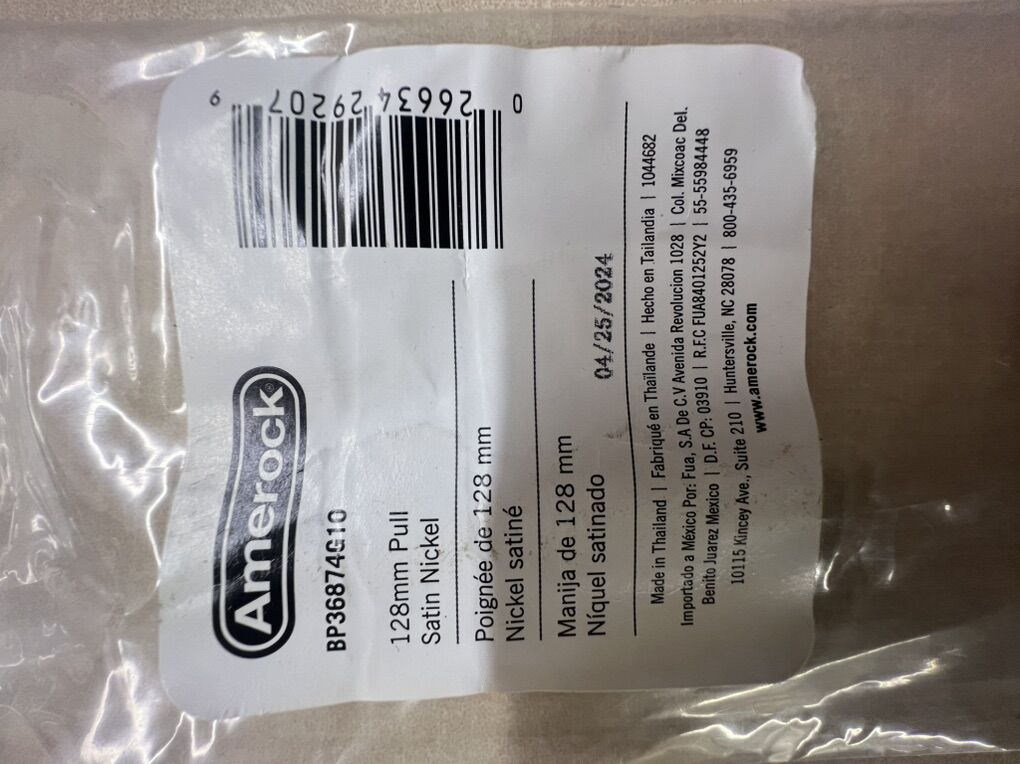 Amerock®
BP36874G10
128mm Pull
Satin Nickel
Poignée de 128 mm
Nickel satiné
Manija de 128 mm
Níquel satinado
04/25/2024
0 26634 29207 9
Made in Thailand | Fabriqué en Thaïlande | Hecho en Tailandia | 1044682
Importado a México Por: Fua, S.A De C.V Avenida Revolucion 1028 | Col. Mixcoac Del.
Benito Juarez Mexico | D.F. CP: 03910 | R.F.C FUA8401252Y2 | 55-55984448
10115 Kincey Ave., Suite 210 | Huntersville, NC 28078 | 800-435-6959
www.amerock.com